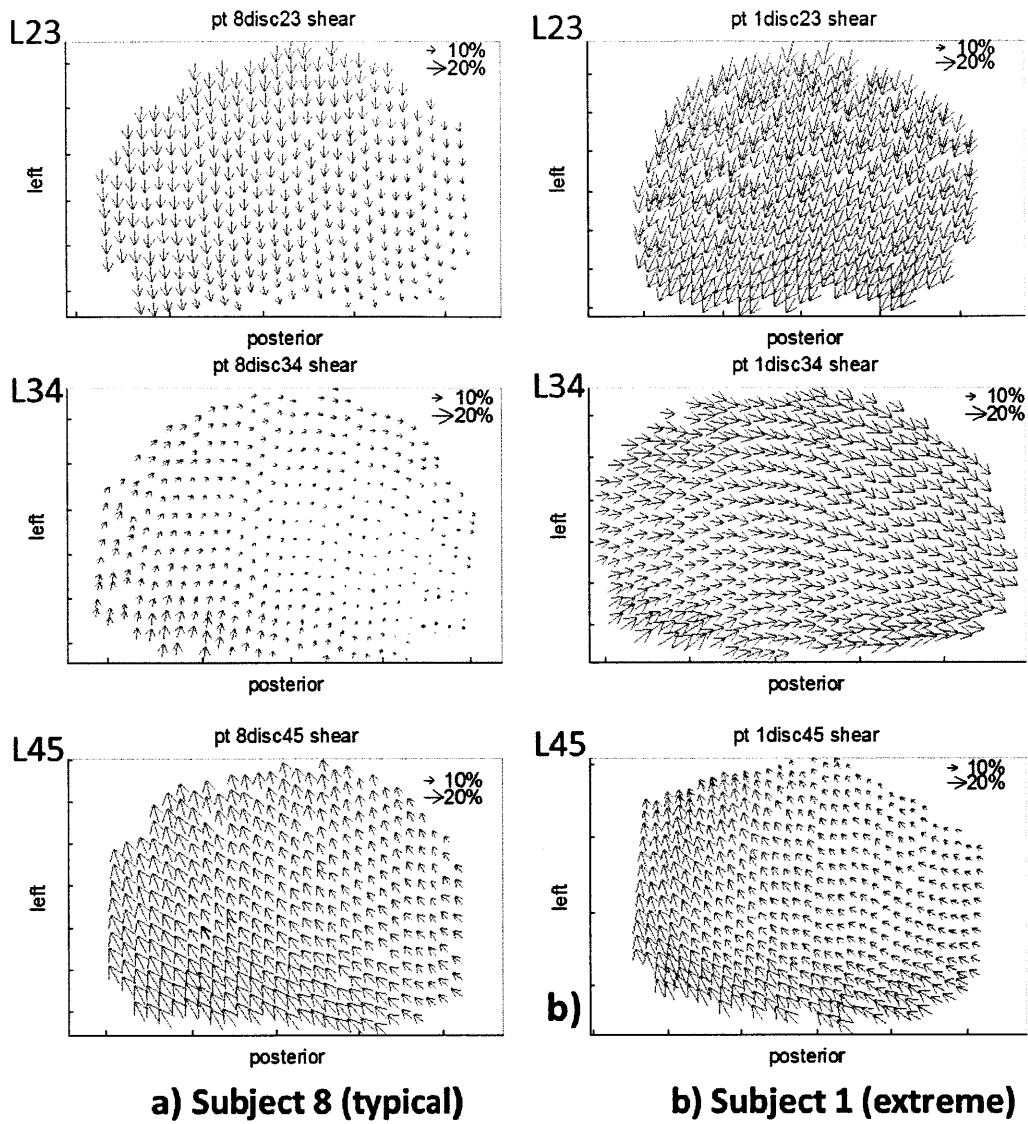 L23
pt 8disc23 shear
10%
20%
left
posterior
L23
pt 1disc23 shear
10%
20%
left
posterior
L34
pt 8disc34 shear
10%
20%
left
posterior
L34
pt 1disc34 shear
10%
20%
left
posterior
L45
pt 8disc45 shear
10%
20%
left
posterior
L45
pt 1disc45 shear
10%
20%
left
b)
posterior
a) Subject 8 (typical)
b) Subject 1 (extreme)